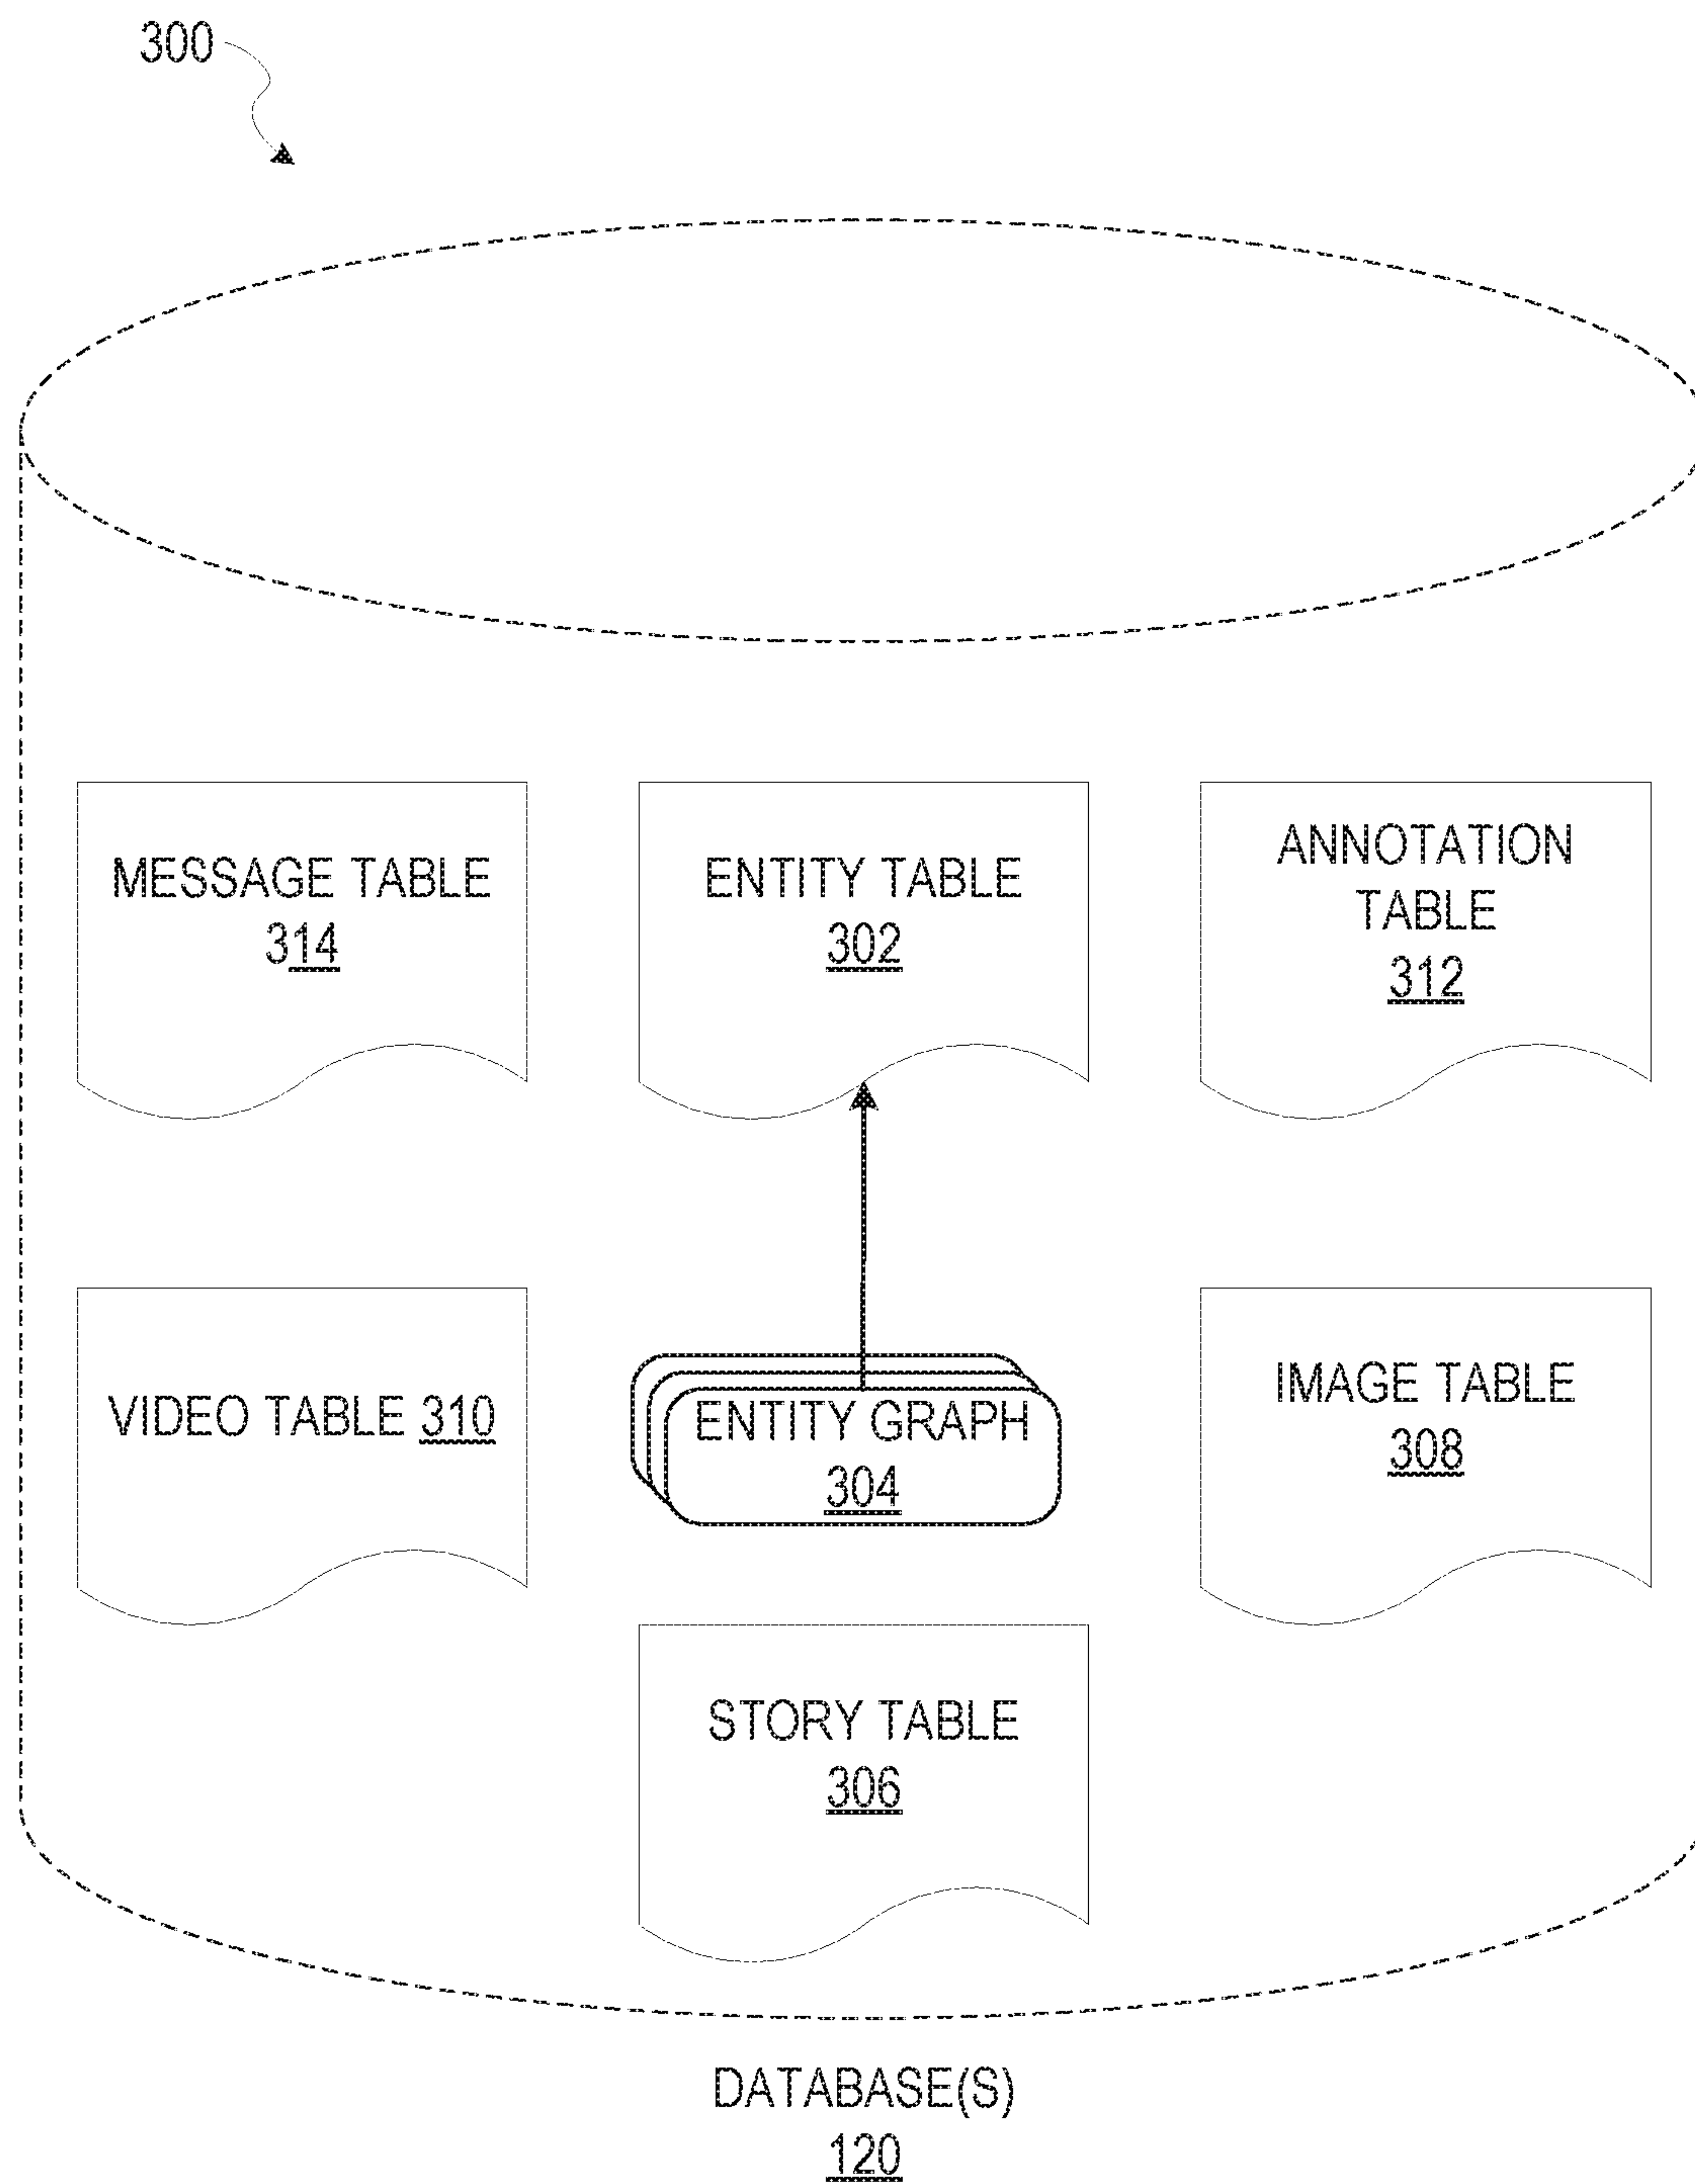 300
MESSAGE TABLE
314
ENTITY TABLE
302
ANNOTATION
TABLE
312
VIDEO TABLE 310
ENTITY GRAPH
304
IMAGE TABLE
308
STORY TABLE
306
DATABASE(S)
120